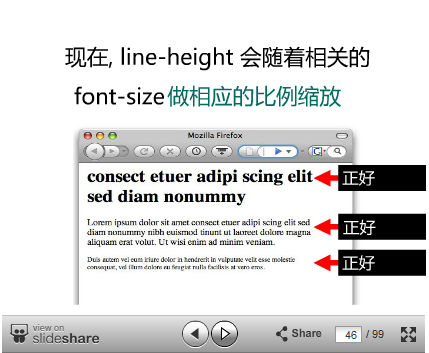 现在, line-height 会随着相关的
font-size做相应的比例缩放
Mozilla Firefox
consect etuer adipi scing elit
sed diam nonummy
正好
Lorem ipsum dolor sit amet consect etuer adipi scing elit sed
diam nonummy nibh euismod tinunt ut laoreet dolore magna
aliquam erat volut. Ut wisi enim ad minim veniam.
正好
Duis autem vel eum iriure dolor in hendrerit in vulputate velit esse molestie
consequat, vel illum dolore eu feugiat nulla facilisis at vero eros.
正好
view on
slideshare
Share
46 / 99